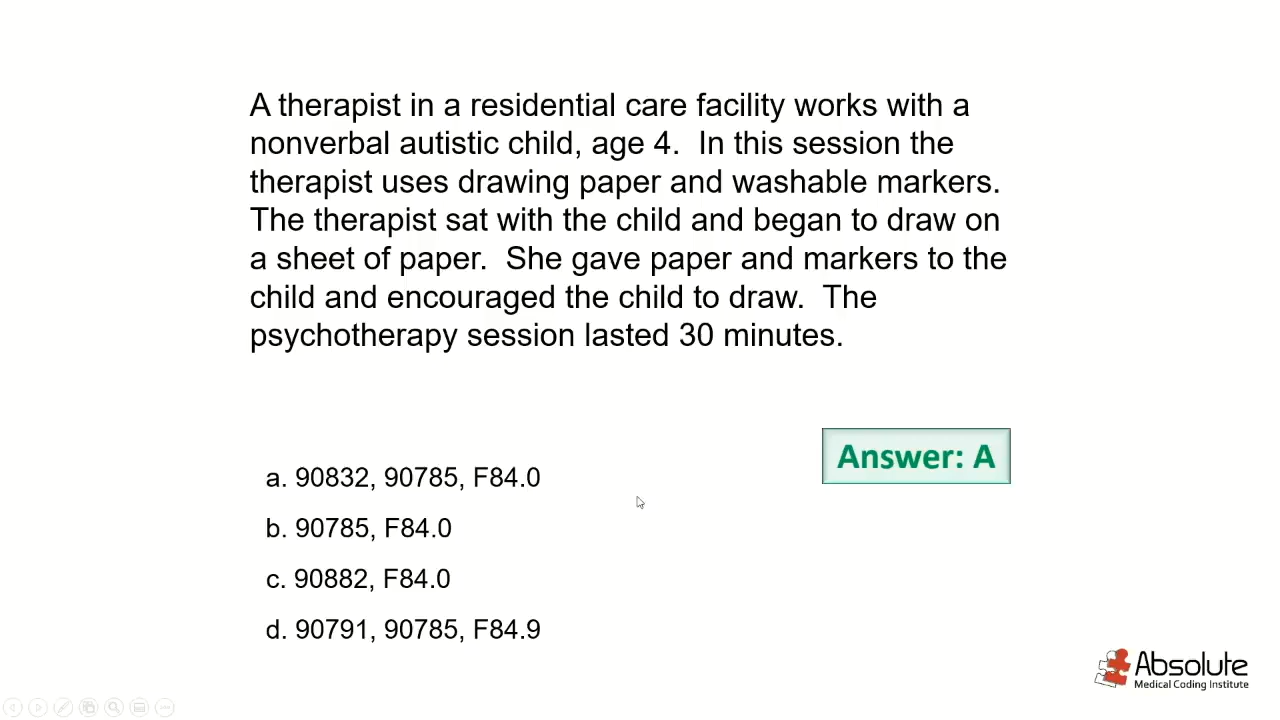 A therapist in a residential care facility works with a
nonverbal autistic child, age 4.  In this session the
therapist uses drawing paper and washable markers.
The therapist sat with the child and began to draw on
a sheet of paper.  She gave paper and markers to the
child and encouraged the child to draw.  The
psychotherapy session lasted 30 minutes.
Answer: A
a. 90832, 90785, F84.0
b. 90785, F84.0
c. 90882, F84.0
d. 90791, 90785, F84.9
Absolute
Medical Coding Institute